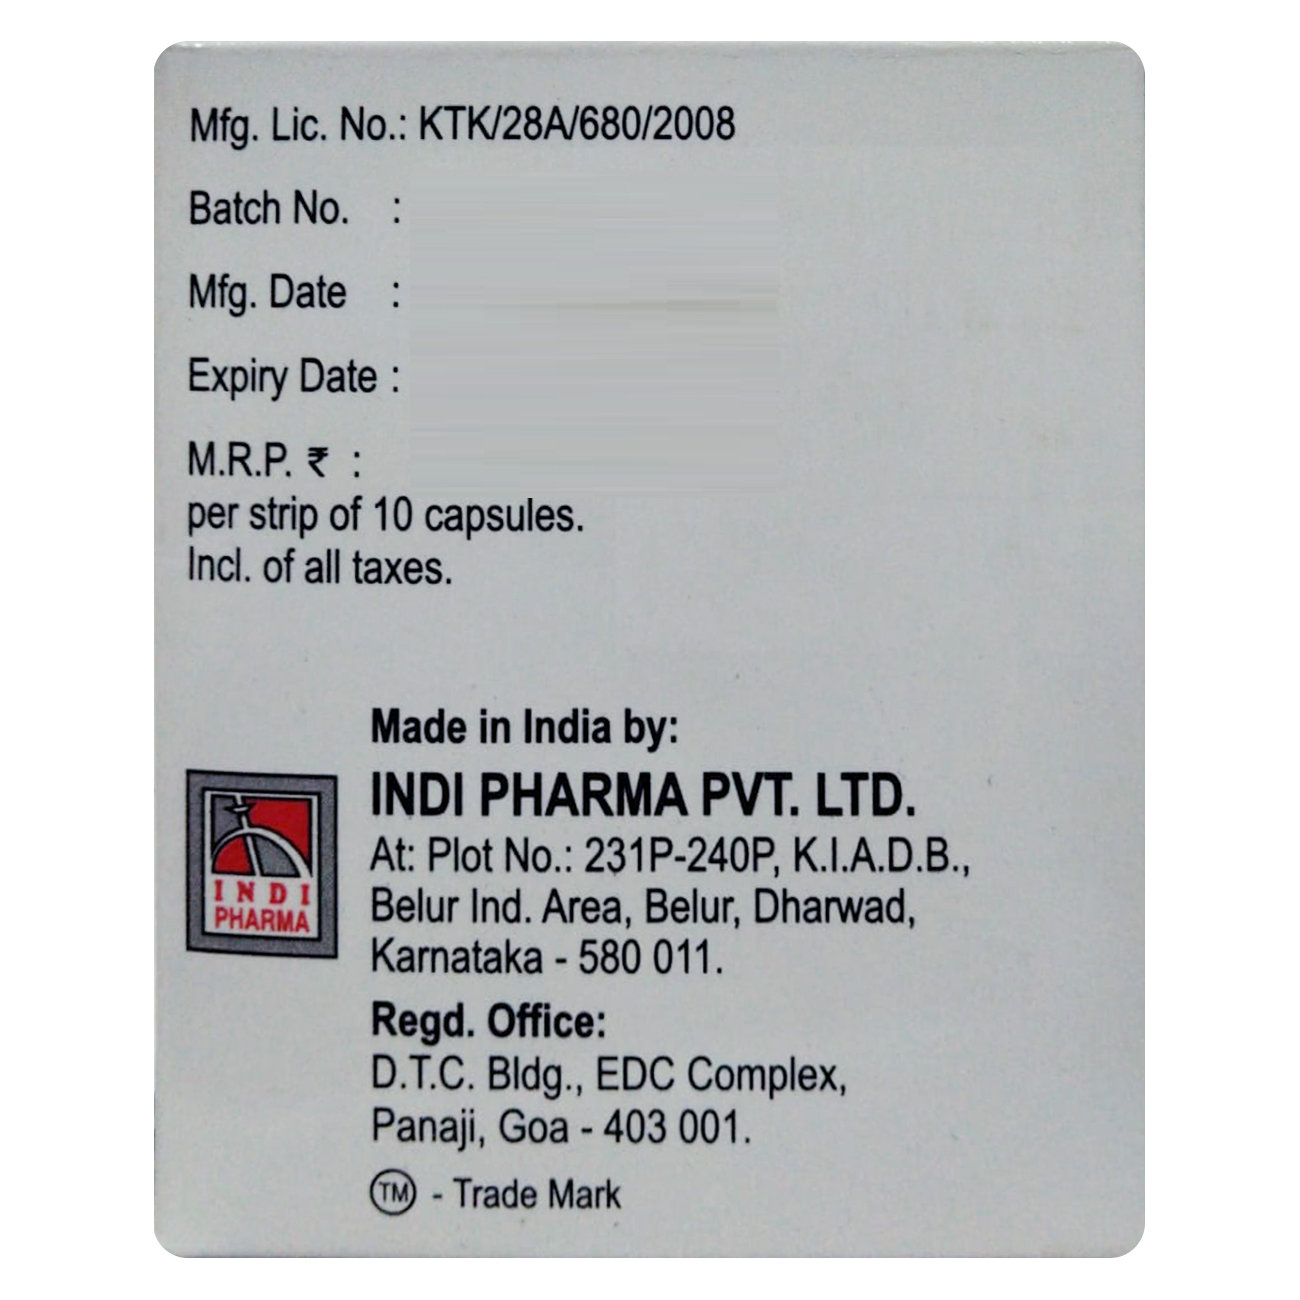 Mfg. Lic. No.: KTK/28A/680/2008
Batch No. :
Mfg. Date :
Expiry Date :
M.R.P. ₹ :
per strip of 10 capsules.
Incl. of all taxes.
Made in India by:
INDI PHARMA PVT. LTD.
At: Plot No.: 231P-240P, K.I.A.D.B.,
Belur Ind. Area, Belur, Dharwad,
Karnataka - 580 011.
INDI
PHARMA
Regd. Office:
D.T.C. Bldg., EDC Complex,
Panaji, Goa - 403 001.
TM - Trade Mark